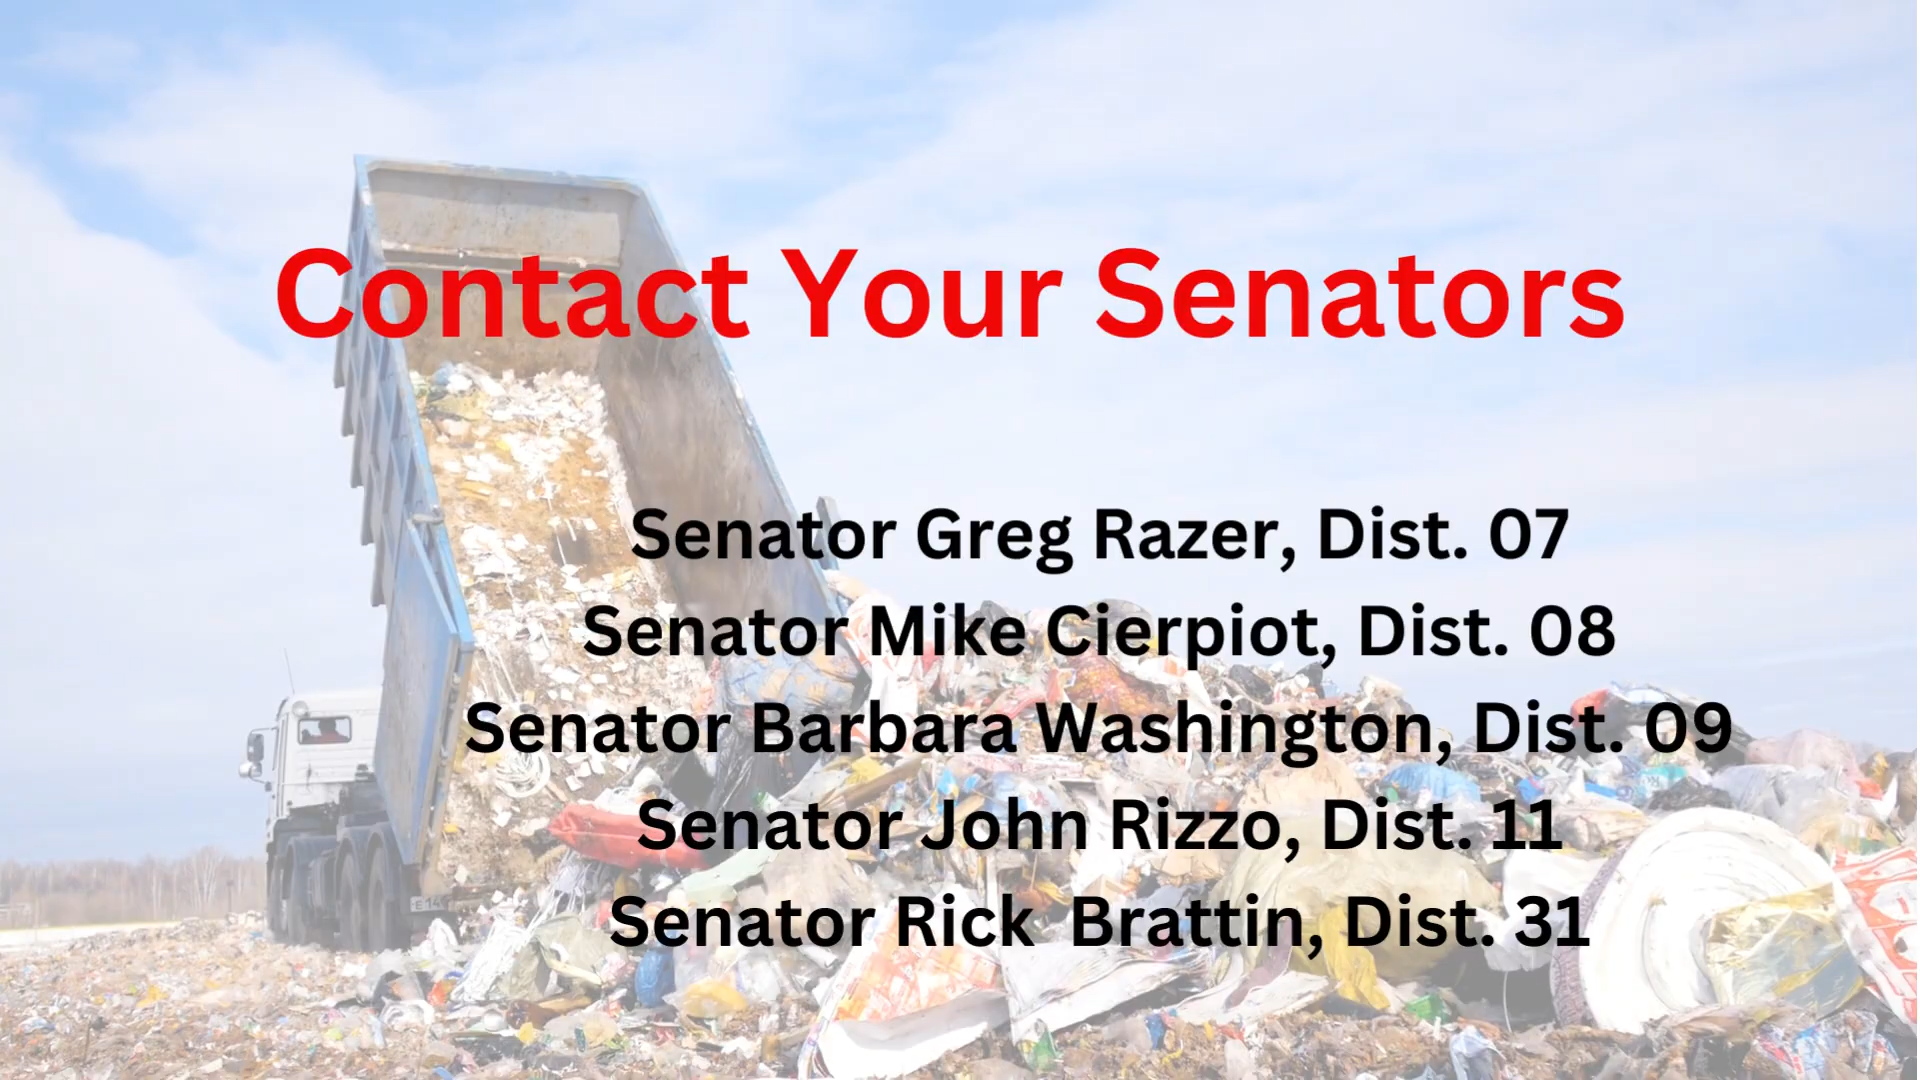 Contact Your Senators
Senator Greg Razer, Dist. 07
Senator Mike Cierpiot, Dist. 08
Senator Barbara Washington, Dist. 09
Senator John Rizzo, Dist. 11
Senator Rick  Brattin, Dist. 31